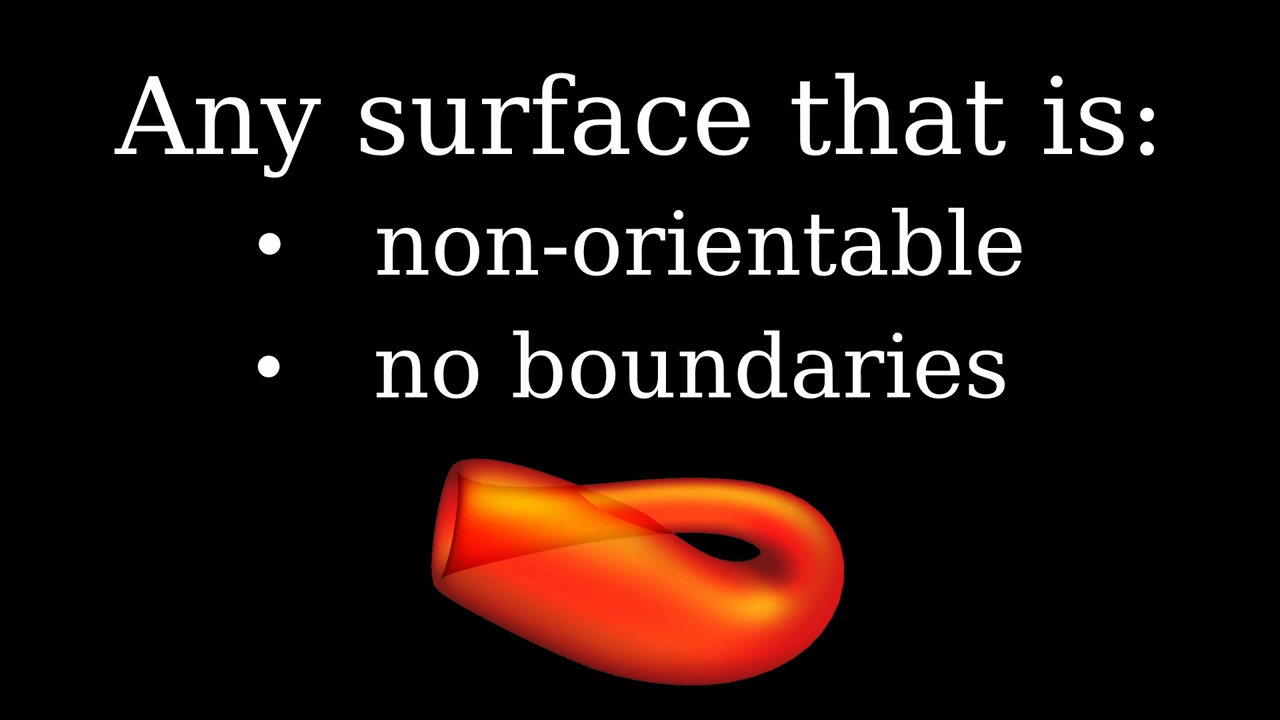 Any surface that is:
• non-orientable
• no boundaries